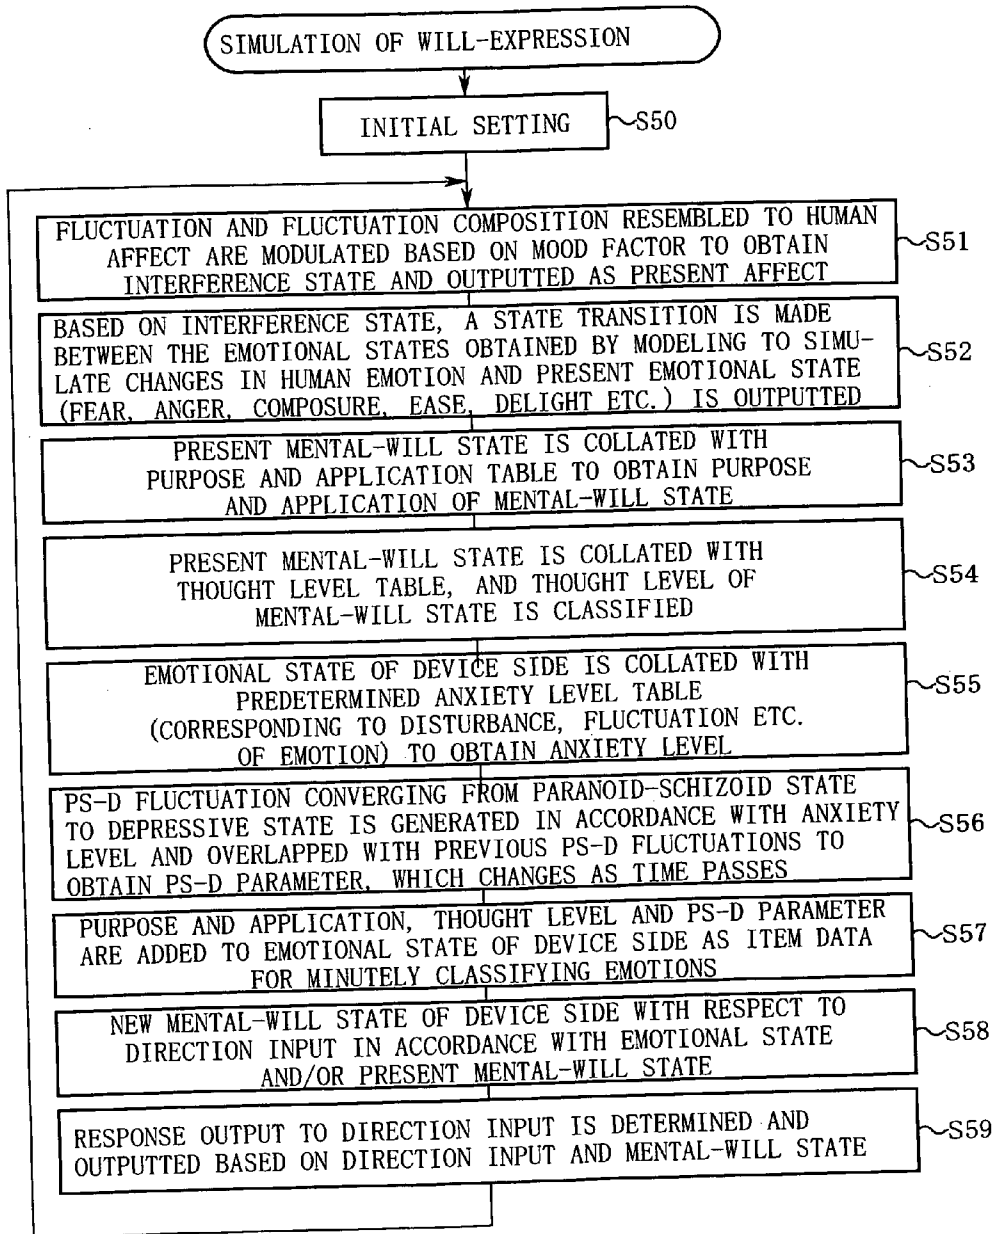 SIMULATION OF WILL-EXPRESSION
INITIAL SETTING
S50
FLUCTUATION AND FLUCTUATION COMPOSITION RESEMBLED TO HUMAN
AFFECT ARE MODULATED BASED ON MOOD FACTOR TO OBTAIN
INTERFERENCE STATE AND OUTPUTTED AS PRESENT AFFECT
S51
BASED ON INTERFERENCE STATE, A STATE TRANSITION IS MADE
BETWEEN THE EMOTIONAL STATES OBTAINED BY MODELING TO SIMU-
LATE CHANGES IN HUMAN EMOTION AND PRESENT EMOTIONAL STATE
(FEAR, ANGER, COMPOSURE, EASE, DELIGHT ETC.) IS OUTPUTTED
S52
PRESENT MENTAL-WILL STATE IS COLLATED WITH
PURPOSE AND APPLICATION TABLE TO OBTAIN PURPOSE
AND APPLICATION OF MENTAL-WILL STATE
S53
PRESENT MENTAL-WILL STATE IS COLLATED WITH
THOUGHT LEVEL TABLE, AND THOUGHT LEVEL OF
MENTAL-WILL STATE IS CLASSIFIED
S54
EMOTIONAL STATE OF DEVICE SIDE IS COLLATED WITH
PREDETERMINED ANXIETY LEVEL TABLE
(CORRESPONDING TO DISTURBANCE, FLUCTUATION ETC.
OF EMOTION) TO OBTAIN ANXIETY LEVEL
S55
PS-D FLUCTUATION CONVERGING FROM PARANOID-SCHIZOID STATE
TO DEPRESSIVE STATE IS GENERATED IN ACCORDANCE WITH ANXIETY
LEVEL AND OVERLAPPED WITH PREVIOUS PS-D FLUCTUATIONS TO
OBTAIN PS-D PARAMETER, WHICH CHANGES AS TIME PASSES
S56
PURPOSE AND APPLICATION, THOUGHT LEVEL AND PS-D PARAMETER
ARE ADDED TO EMOTIONAL STATE OF DEVICE SIDE AS ITEM DATA
FOR MINUTELY CLASSIFYING EMOTIONS
S57
NEW MENTAL-WILL STATE OF DEVICE SIDE WITH RESPECT TO
DIRECTION INPUT IN ACCORDANCE WITH EMOTIONAL STATE
AND/OR PRESENT MENTAL-WILL STATE
S58
RESPONSE OUTPUT TO DIRECTION INPUT IS DETERMINED AND
OUTPUTTED BASED ON DIRECTION INPUT AND MENTAL-WILL STATE
S59